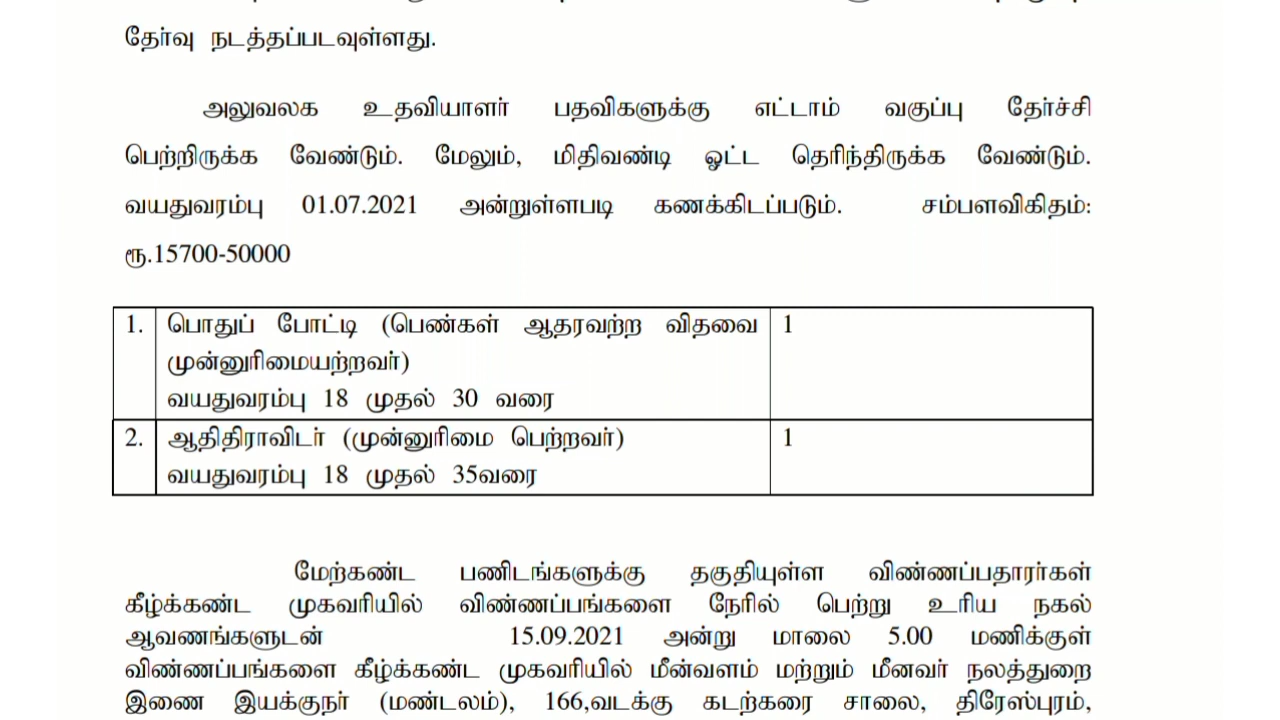 தேர்வு நடத்தப்படவுள்ளது.
அலுவலக உதவியாளர் பதவிகளுக்கு எட்டாம் வகுப்பு தேர்ச்சி
பெற்றிருக்க வேண்டும். மேலும், மிதிவண்டி ஓட்ட தெரிந்திருக்க வேண்டும்.
வயதுவரம்பு 01.07.2021 அன்றுள்ளபடி கணக்கிடப்படும். சம்பளவிகிதம்:
ரூ.15700-50000
1. பொதுப் போட்டி (பெண்கள் ஆதரவற்ற விதவை 1
முன்னுரிமையற்றவர்)
வயதுவரம்பு 18 முதல் 30 வரை
2. ஆதிதிராவிடர் (முன்னுரிமை பெற்றவர்) 1
வயதுவரம்பு 18 முதல் 35வரை
மேற்கண்ட பணிடங்களுக்கு தகுதியுள்ள விண்ணப்பதாரர்கள்
கீழ்க்கண்ட முகவரியில் விண்ணப்பங்களை நேரில் பெற்று உரிய நகல்
ஆவணங்களுடன் 15.09.2021 அன்று மாலை 5.00 மணிக்குள்
விண்ணப்பங்களை கீழ்க்கண்ட முகவரியில் மீன்வளம் மற்றும் மீனவர் நலத்துறை
இணை இயக்குநர் (மண்டலம்), 166,வடக்கு கடற்கரை சாலை, திரேஸ்புரம்,